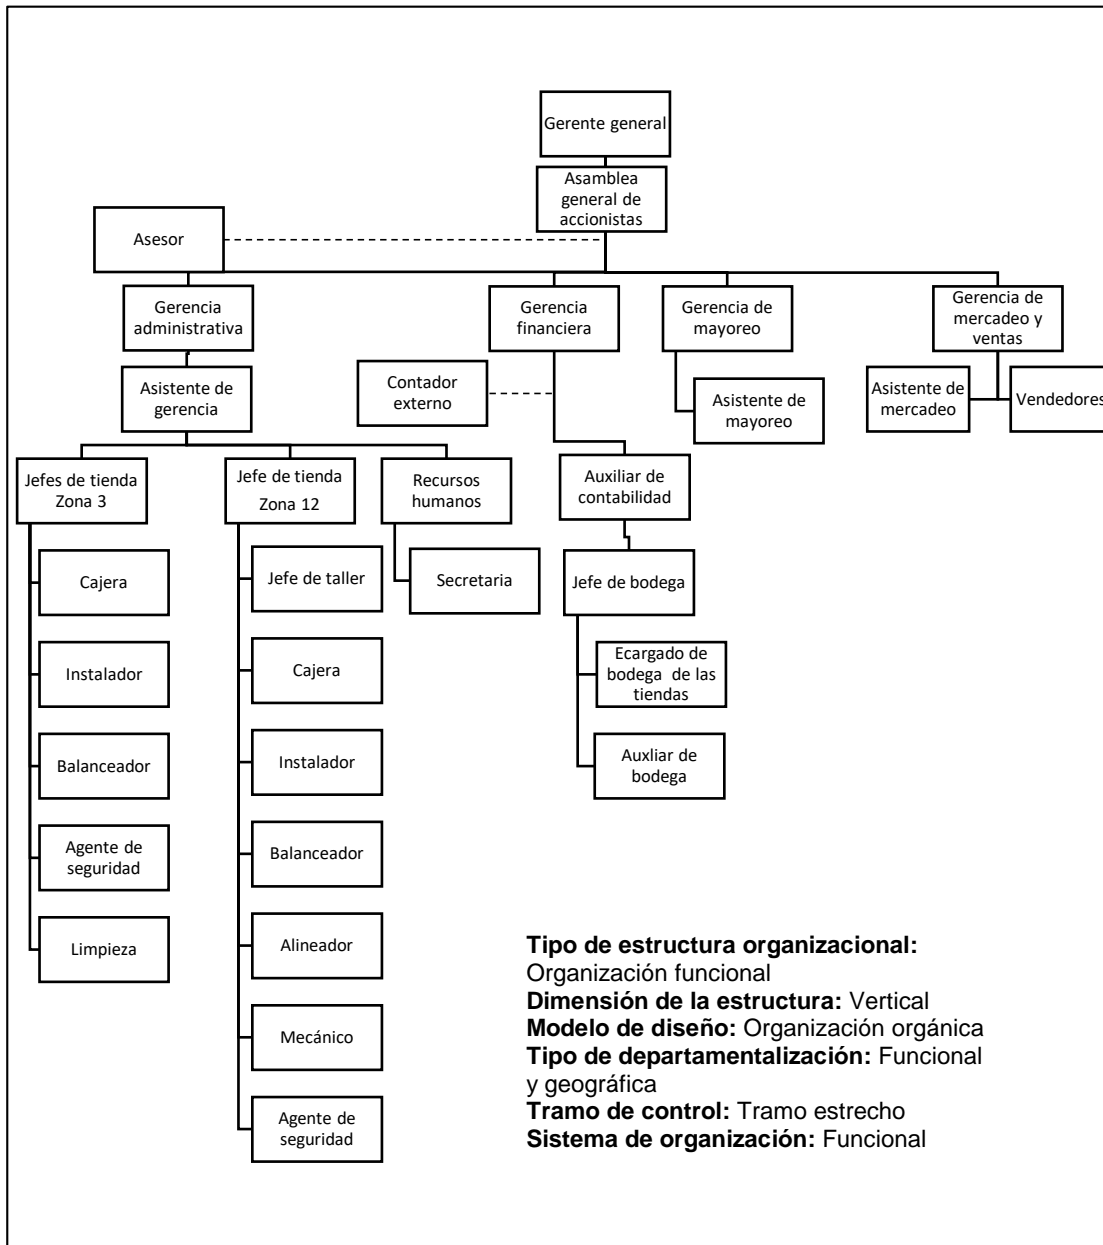 Gerente general
Asamblea
general de
accionistas
Asesor
Gerencia
administrativa
Gerencia
financiera
Gerencia
de mayoreo
Gerencia de
mercadeo y
ventas
Asistente de
gerencia
Contador
externo
Asistente de
mayoreo
Asistente de
mercadeo
Vendedores
Jefes de tienda
Zona 3
Jefe de tienda
Zona 12
Recursos
humanos
Auxiliar de
contabilidad
Cajera
Instalador
Balanceador
Agente de
seguridad
Limpieza
Jefe de taller
Cajera
Instalador
Balanceador
Alineador
Mecánico
Agente de
seguridad
Secretaria
Jefe de bodega
Ecargado de
bodega de las
tiendas
Auxliar de
bodega
Tipo de estructura organizacional:
Organización funcional
Dimensión de la estructura: Vertical
Modelo de diseño: Organización orgánica
Tipo de departamentalización: Funcional
y geográfica
Tramo de control: Tramo estrecho
Sistema de organización: Funcional